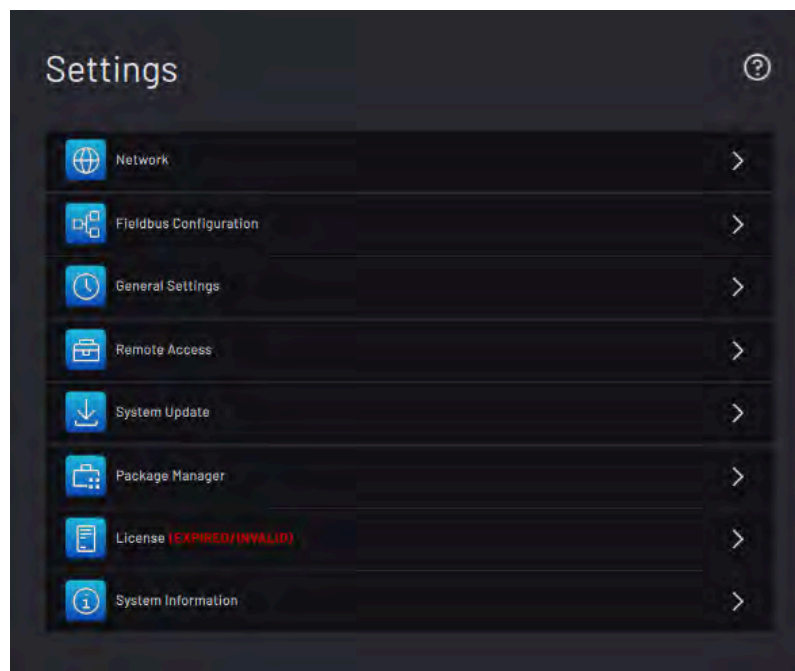 Settings
Network
Fieldbus Configuration
General Settings
Remote Access
System Update
Package Manager
License (EXPIRED/INVALID)
System Information